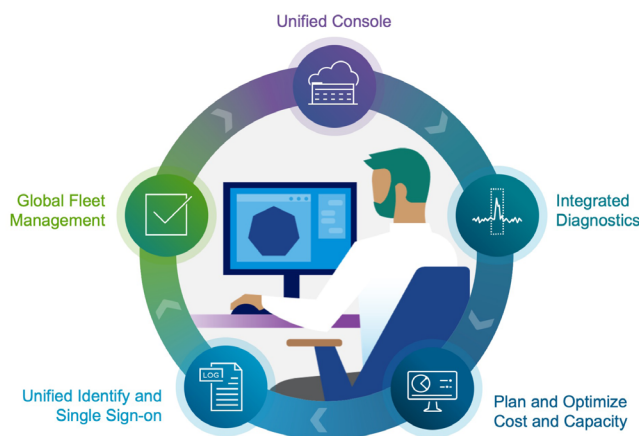 Unified Console
Global Fleet
Management
Integrated
Diagnostics
LOG
Unified Identify and
Single Sign-on
Plan and Optimize
Cost and Capacity